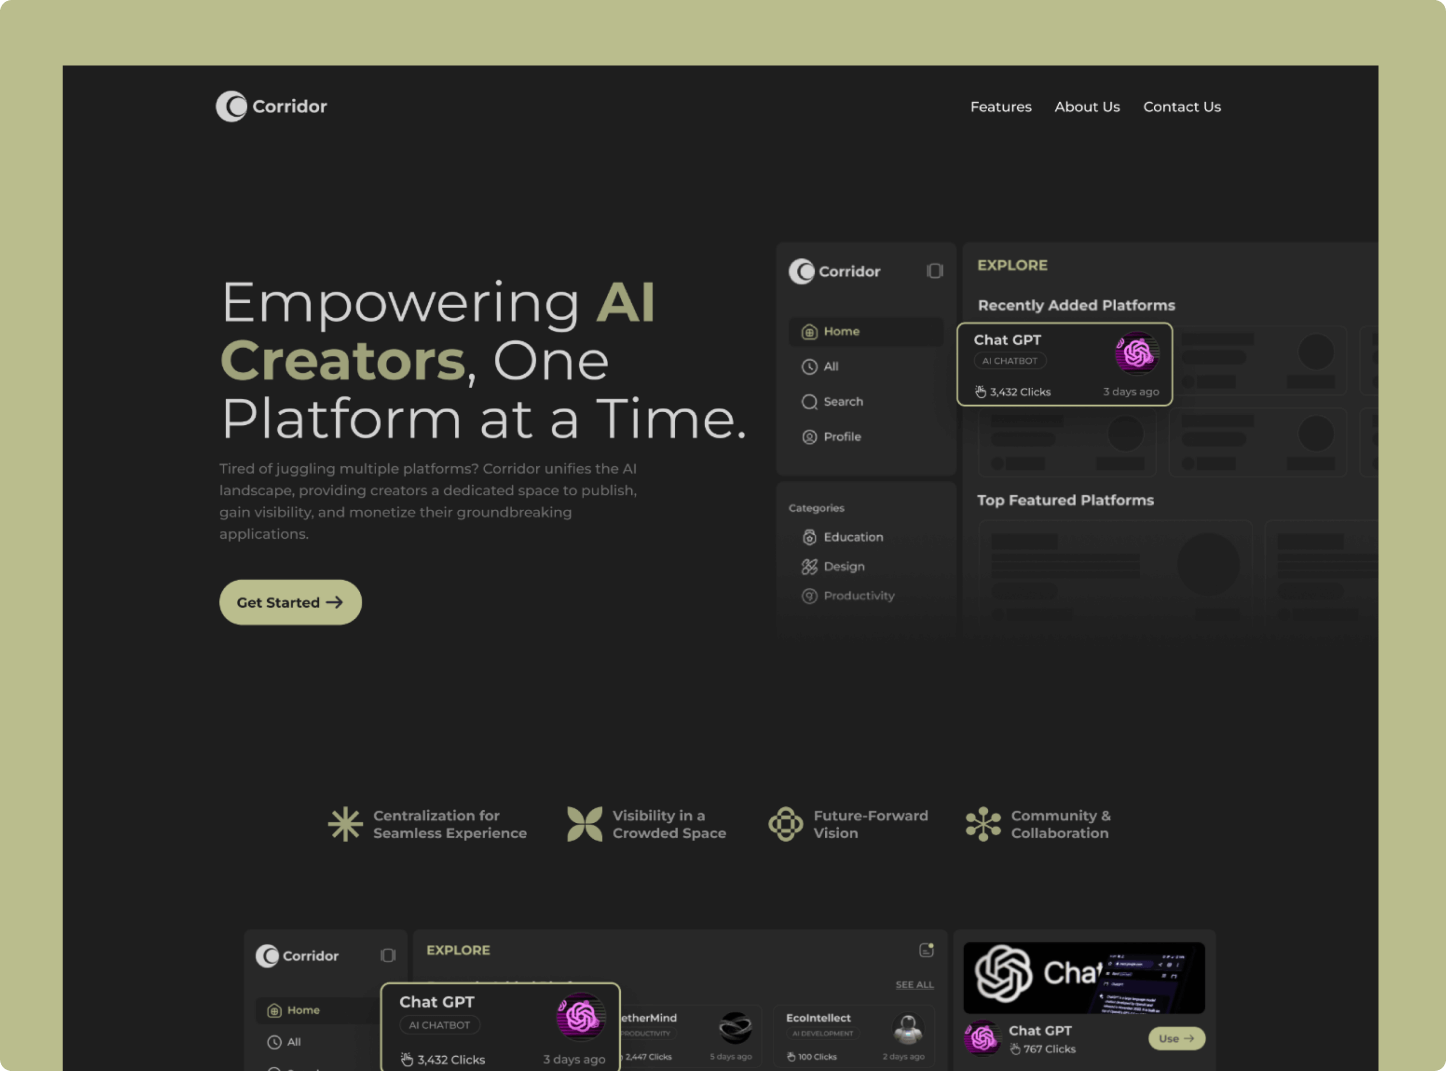 Corridor
Features About Us Contact Us
Empowering AI
Creators, One
Platform at a Time.
Tired of juggling multiple platforms? Corridor unifies the AI
landscape, providing creators a dedicated space to publish,
gain visibility, and monetize their groundbreaking
applications.
Get Started
Corridor
Home
All
Search
Profile
Categories
Education
Design
Productivity
EXPLORE
Recently Added Platforms
Chat GPT
AI CHATBOT
3,432 Clicks 3 days ago
Top Featured Platforms
Centralization for
Seamless Experience
Visibility in a
Crowded Space
Future-Forward
Vision
Community &
Collaboration
Corridor
Home
All
EXPLORE
SEE ALL
Chat GPT
AI CHATBOT
3,432 Clicks 3 days ago
etherMind
RODUCTIVITY
2,447 Clicks 5 days ago
EcoIntellect
AI DEVELOPMENT
100 Clicks 2 days ago
Chat GPT
767 Clicks
Use